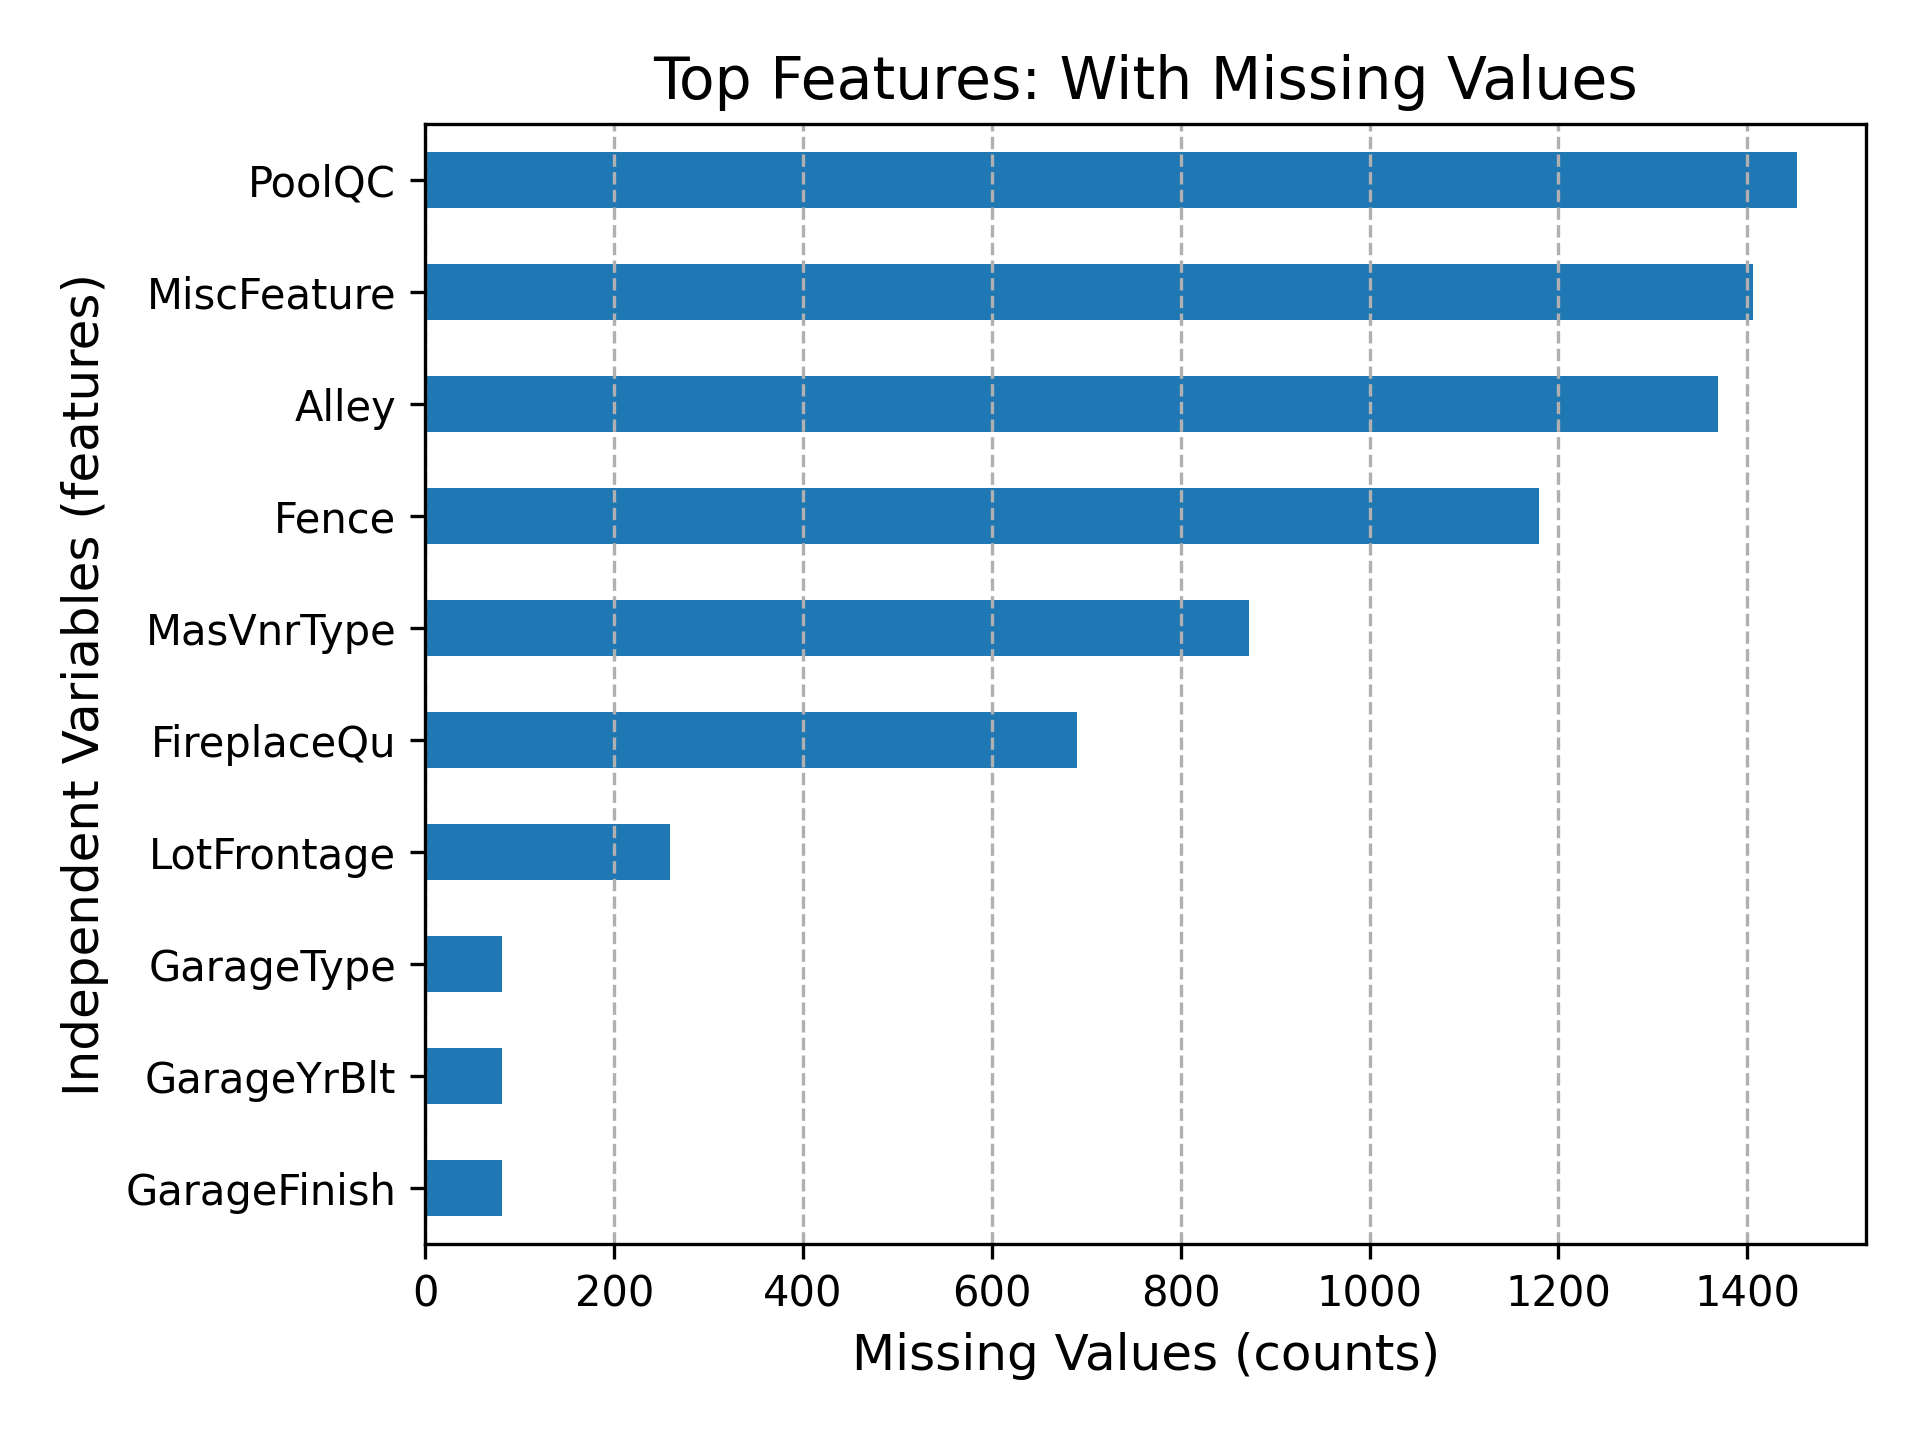 Top Features: With Missing Values
Independent Variables (features)
PoolQC
MiscFeature
Alley
Fence
MasVnrType
FireplaceQu
LotFrontage
GarageType
GarageYrBlt
GarageFinish
0 200 400 600 800 1000 1200 1400
Missing Values (counts)